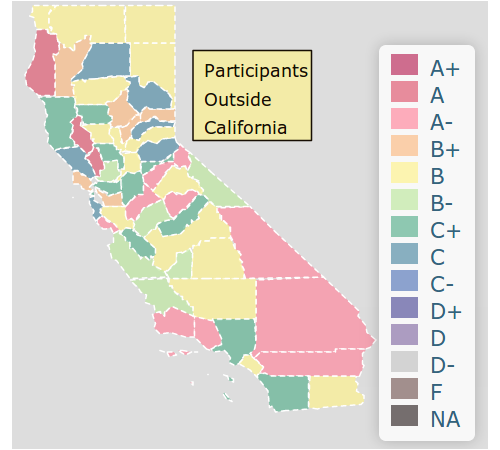 Participants
Outside
California
A+
A
A-
B+
B
B-
C+
C
C-
D+
D
D-
F
NA